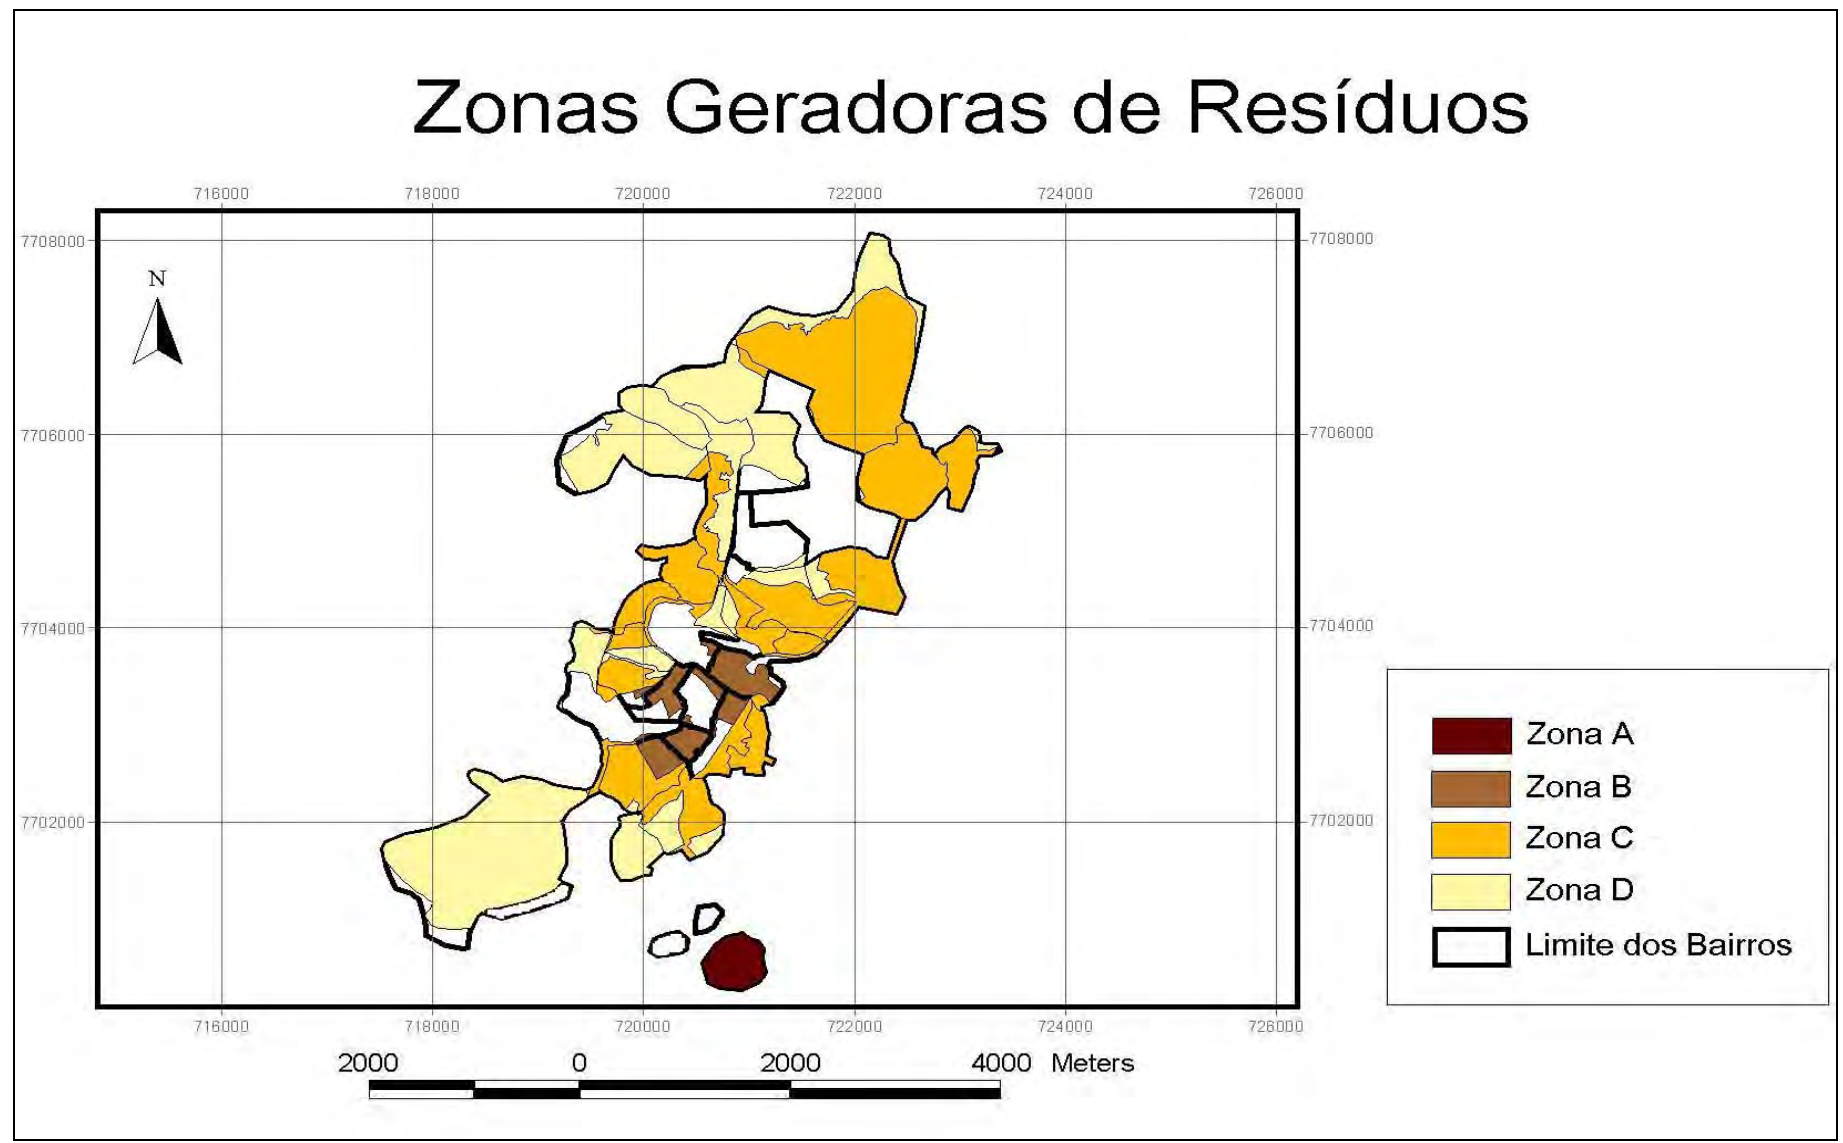 Zonas Geradoras de Resíduos
716000 718000 720000 722000 724000 726000
7708000 7708000
N
7706000 7706000
7704000 7704000
Zona A
Zona B
7702000 7702000
Zona C
Zona D
Limite dos Bairros
716000 718000 720000 722000 724000 726000
2000 0 2000 4000 Meters